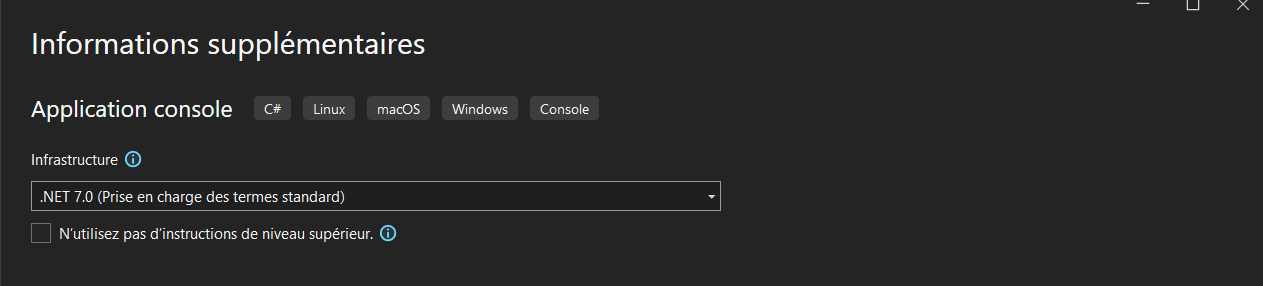 Informations supplémentaires
Application console C# Linux macOS Windows Console
Infrastructure
.NET 7.0 (Prise en charge des termes standard)
N’utilisez pas d’instructions de niveau supérieur.